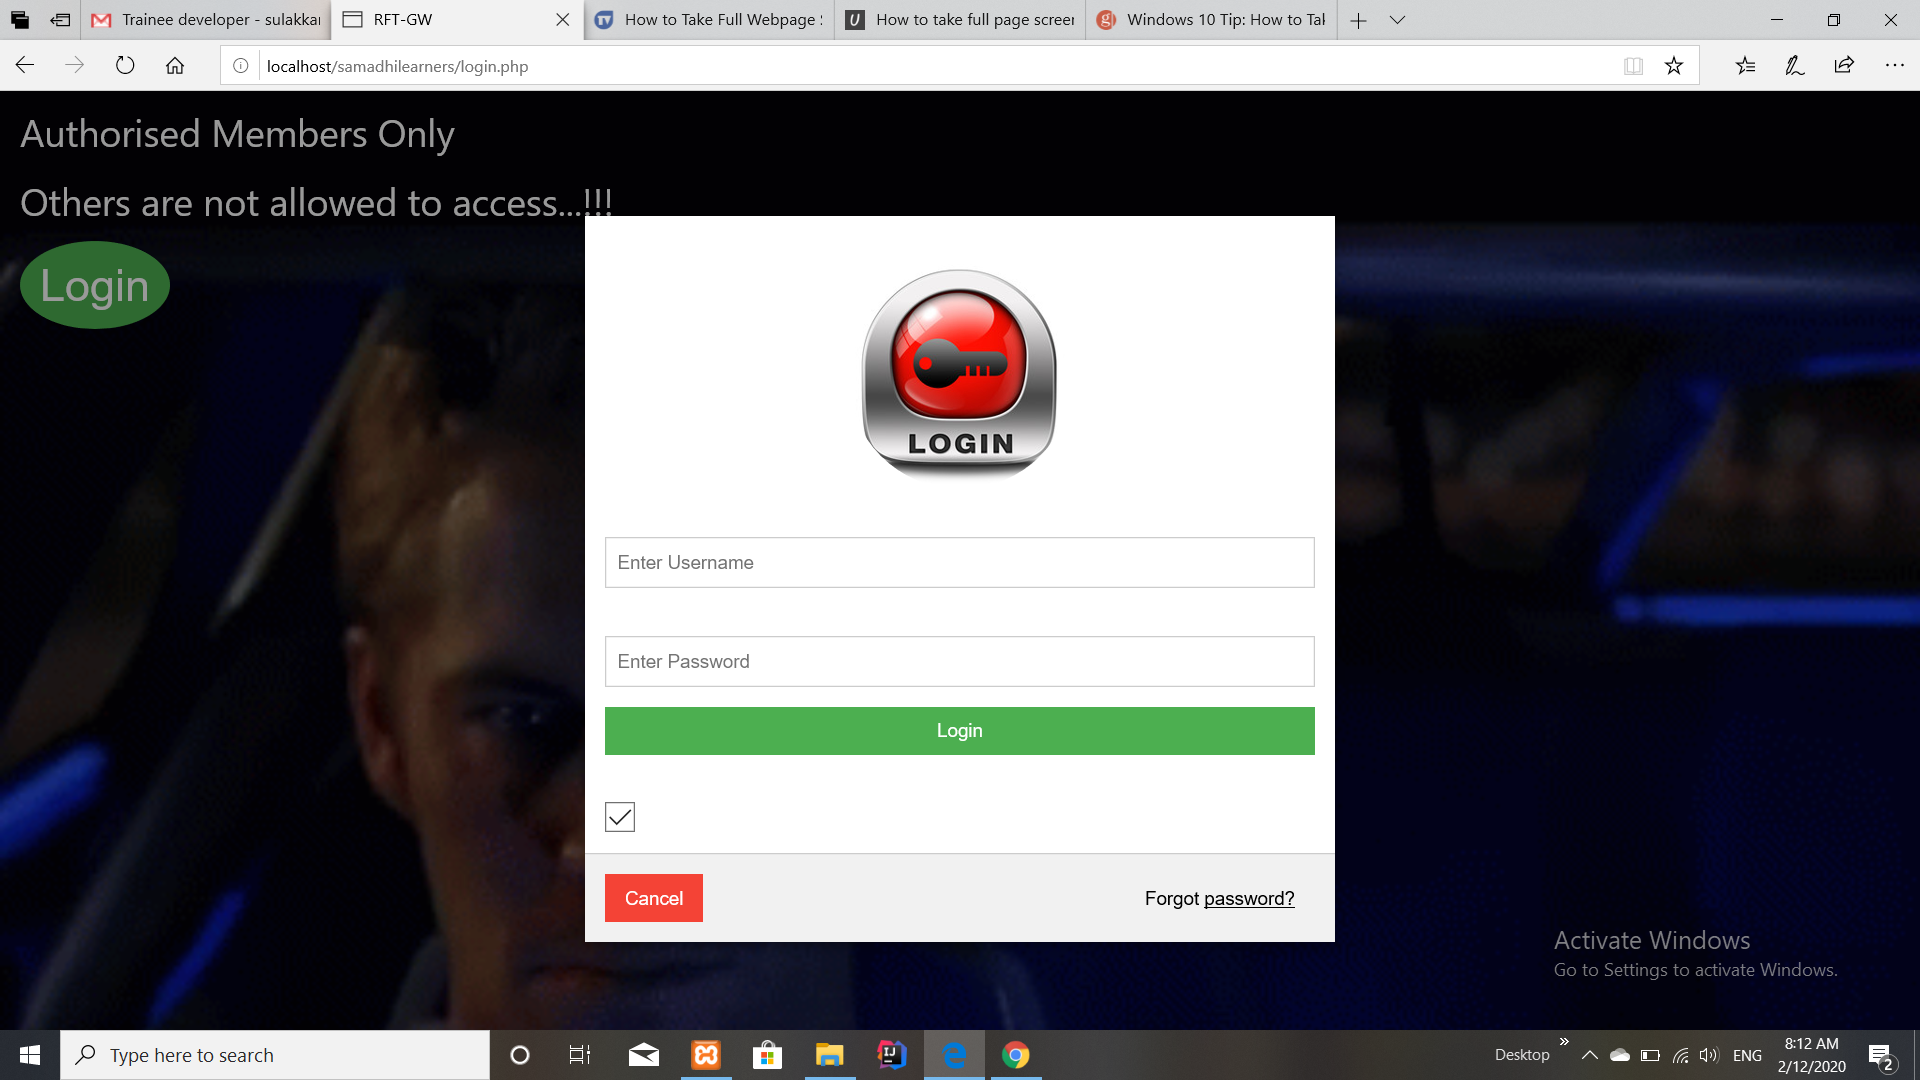 Trainee developer - sulakkar
RFT-GW
How to Take Full Webpage S
How to take full page screen
Windows 10 Tip: How to Tak
localhost/samadhilearners/login.php
Authorised Members Only
Others are not allowed to access...!!!
Login
LOGIN
Enter Username
Enter Password
Login
Cancel
Forgot password?
Activate Windows
Go to Settings to activate Windows.
Type here to search
Desktop
ENG
8:12 AM
2/12/2020
2